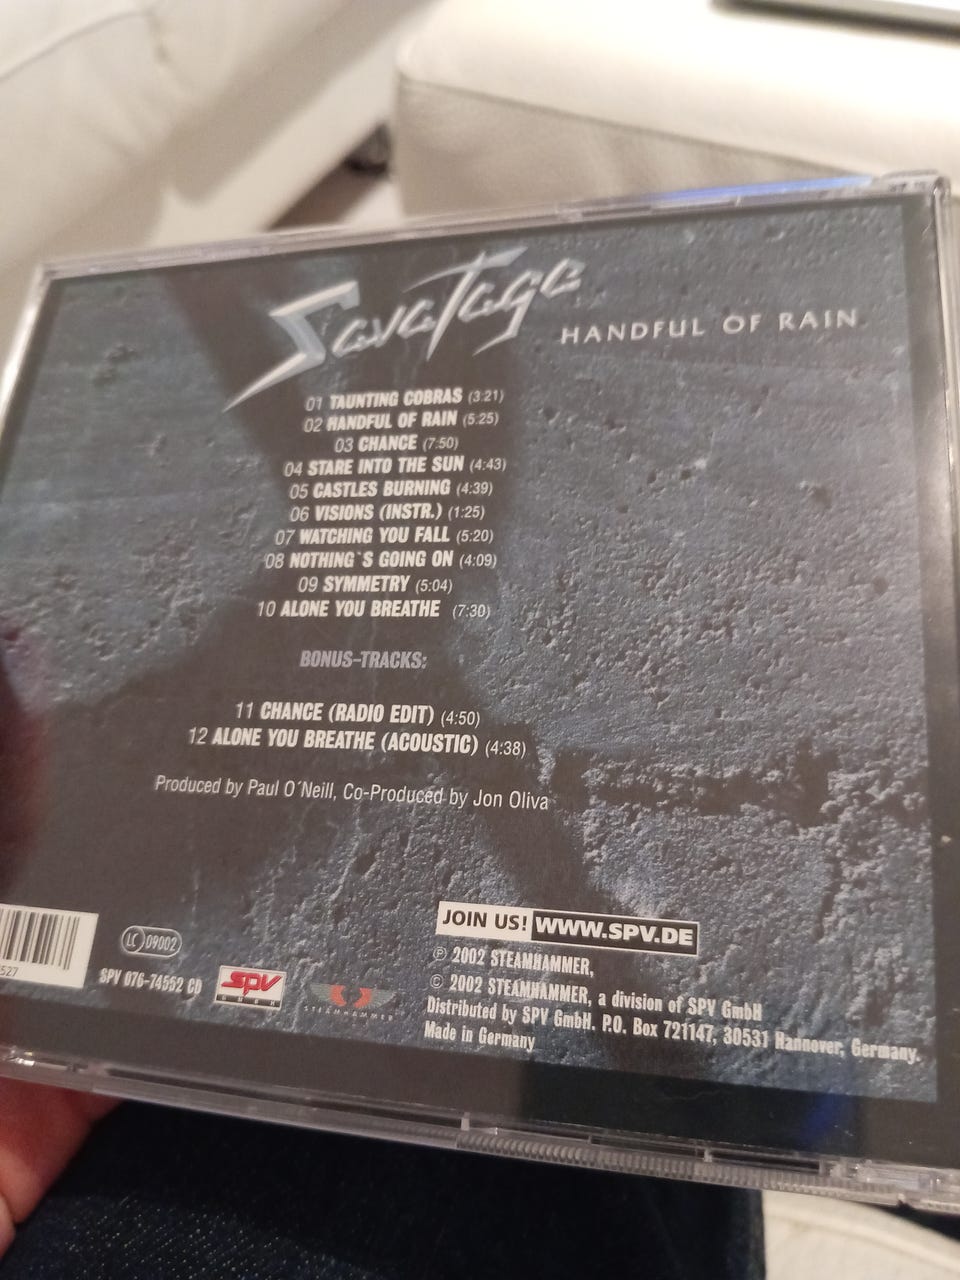 Savatage
HANDFUL OF RAIN
01 TAUNTING COBRAS (3:21)
02 HANDFUL OF RAIN (5:25)
03 CHANCE (7:50)
04 STARE INTO THE SUN (4:43)
05 CASTLES BURNING (4:39)
06 VISIONS (INSTR.) (1:25)
07 WATCHING YOU FALL (5:20)
08 NOTHING`S GOING ON (4:09)
09 SYMMETRY (5:04)
10 ALONE YOU BREATHE (7:30)
BONUS-TRACKS:
11 CHANCE (RADIO EDIT) (4:50)
12 ALONE YOU BREATHE (ACOUSTIC) (4:38)
Produced by Paul O´Neill, Co-Produced by Jon Oliva
JOIN US! WWW.SPV.DE
℗ 2002 STEAMHAMMER,
© 2002 STEAMHAMMER, a division of SPV GmbH
Distributed by SPV GmbH. P.O. Box 721147, 30531 Hannover, Germany.
Made in Germany
LC 09002
SPV 076-74552 CD
SPV
STEAMHAMMER
527